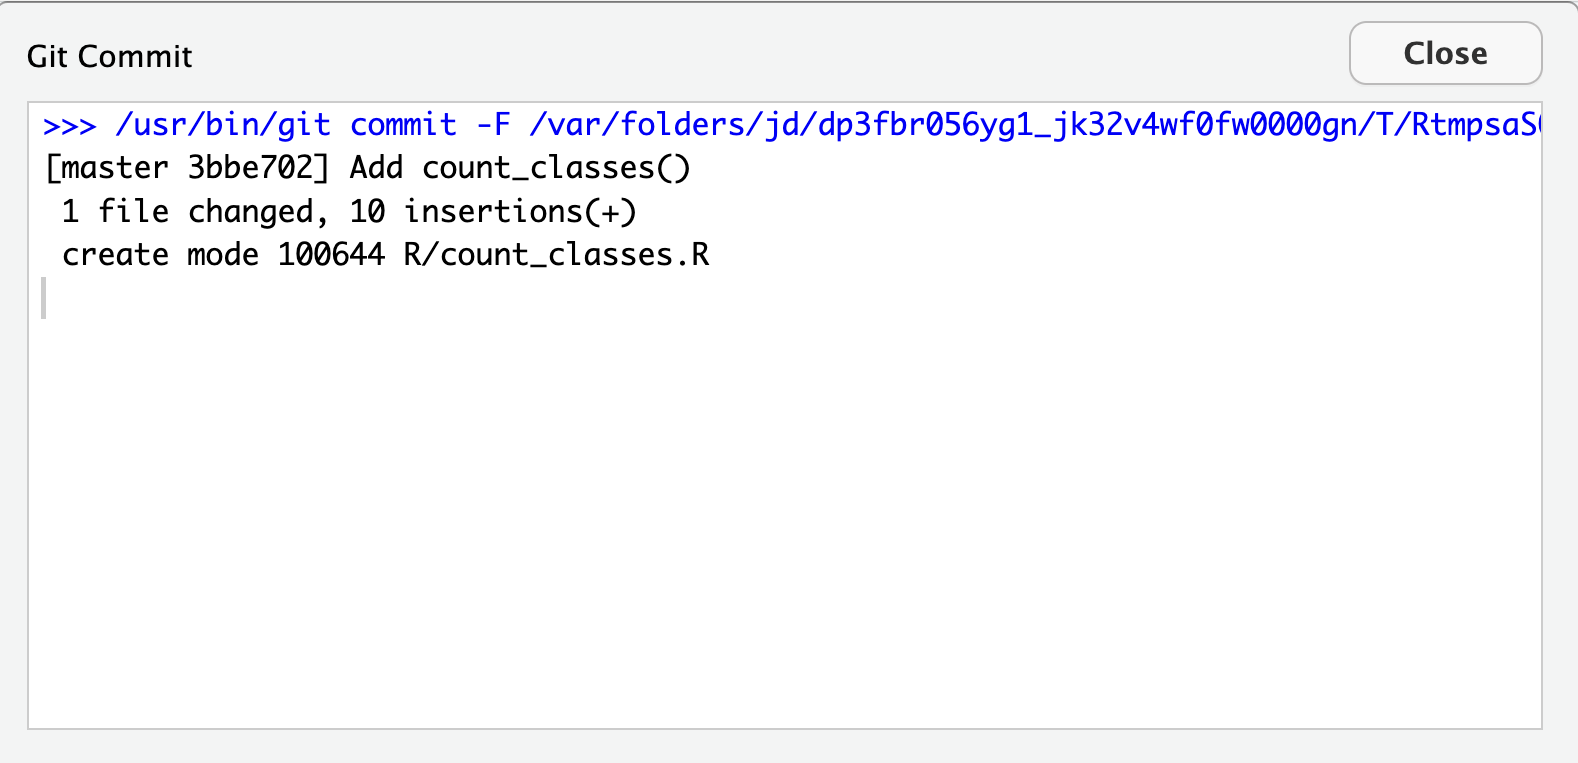 Git Commit
Close
>>> /usr/bin/git commit -F /var/folders/jd/dp3fbr056yg1_jk32v4wf0fw0000gn/T/RtmpsaS
[master 3bbe702] Add count_classes()
1 file changed, 10 insertions(+)
create mode 100644 R/count_classes.R